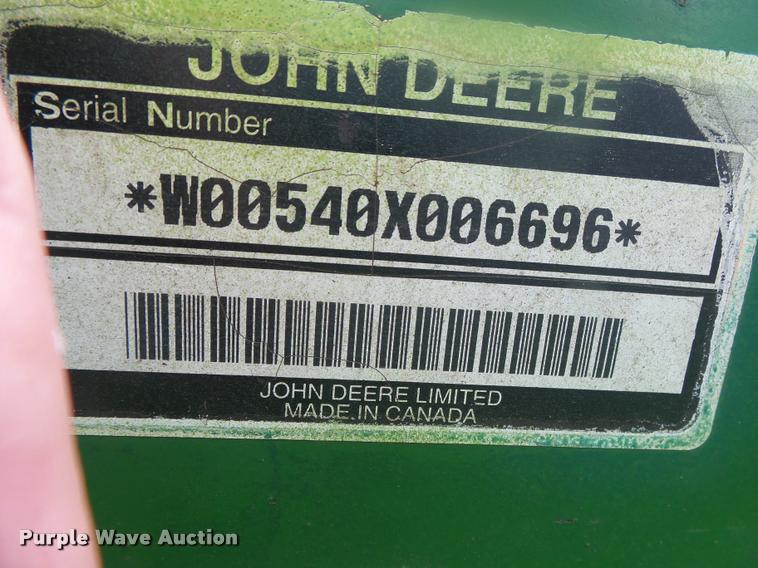 JOHN DEERE
Serial Number
*W00540X006696*
JOHN DEERE LIMITED
MADE IN CANADA
Purple Wave Auction